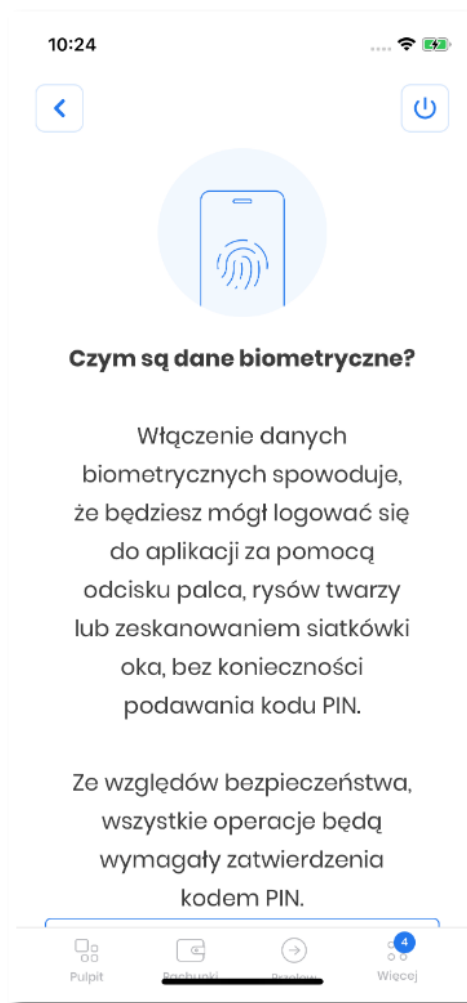 10:24
Czym są dane biometryczne?
Włączenie danych
biometrycznych spowoduje,
że będziesz mógł logować się
do aplikacji za pomocą
odcisku palca, rysów twarzy
lub zeskanowaniem siatkówki
oka, bez konieczności
podawania kodu PIN.
Ze względów bezpieczeństwa,
wszystkie operacje będą
wymagały zatwierdzenia
kodem PIN.
4
Pulpit Rachunki Przelew Więcej